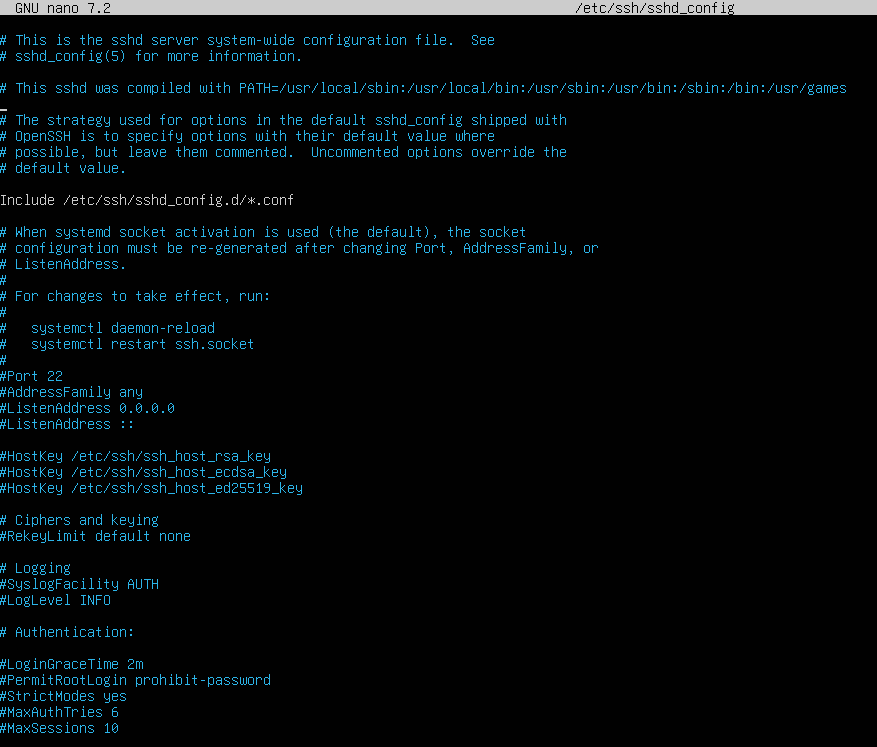 GNU nano 7.2 /etc/ssh/sshd_config
# This is the sshd server system-wide configuration file.  See
# sshd_config(5) for more information.
# This sshd was compiled with PATH=/usr/local/sbin:/usr/local/bin:/usr/sbin:/usr/bin:/sbin:/bin:/usr/games
# The strategy used for options in the default sshd_config shipped with
# OpenSSH is to specify options with their default value where
# possible, but leave them commented.  Uncommented options override the
# default value.
Include /etc/ssh/sshd_config.d/*.conf
# When systemd socket activation is used (the default), the socket
# configuration must be re-generated after changing Port, AddressFamily, or
# ListenAddress.
#
# For changes to take effect, run:
#
#   systemctl daemon-reload
#   systemctl restart ssh.socket
#
#Port 22
#AddressFamily any
#ListenAddress 0.0.0.0
#ListenAddress ::
#HostKey /etc/ssh/ssh_host_rsa_key
#HostKey /etc/ssh/ssh_host_ecdsa_key
#HostKey /etc/ssh/ssh_host_ed25519_key
# Ciphers and keying
#RekeyLimit default none
# Logging
#SyslogFacility AUTH
#LogLevel INFO
# Authentication:
#LoginGraceTime 2m
#PermitRootLogin prohibit-password
#StrictModes yes
#MaxAuthTries 6
#MaxSessions 10